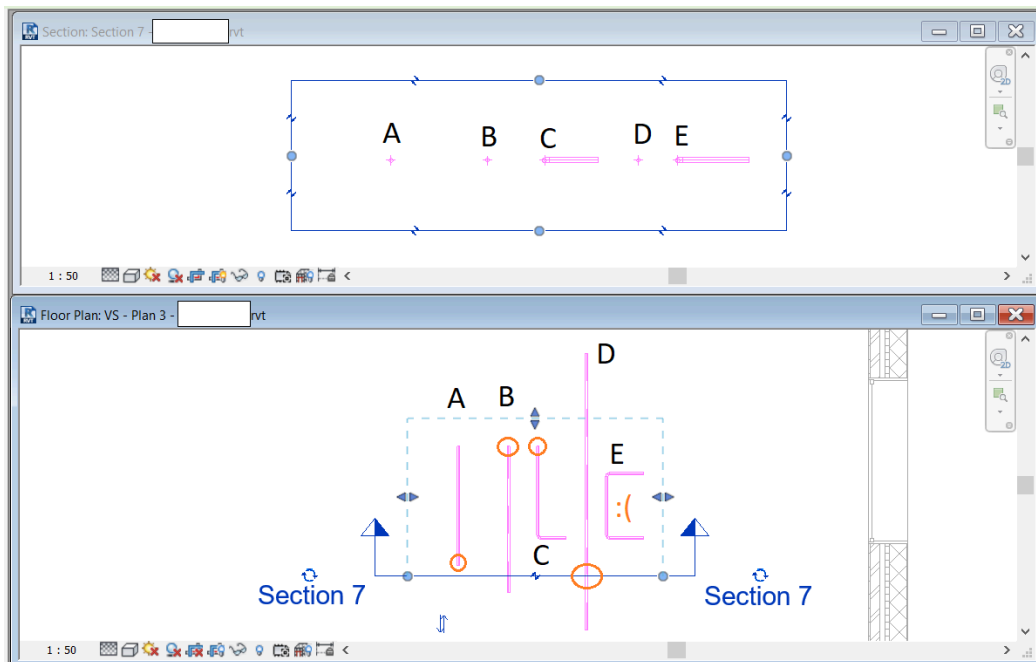 Section: Section 7 - rvt
A B C D E
1 : 50
Floor Plan: VS - Plan 3 - rvt
D
A B
E
:(
C
Section 7 Section 7
1 : 50